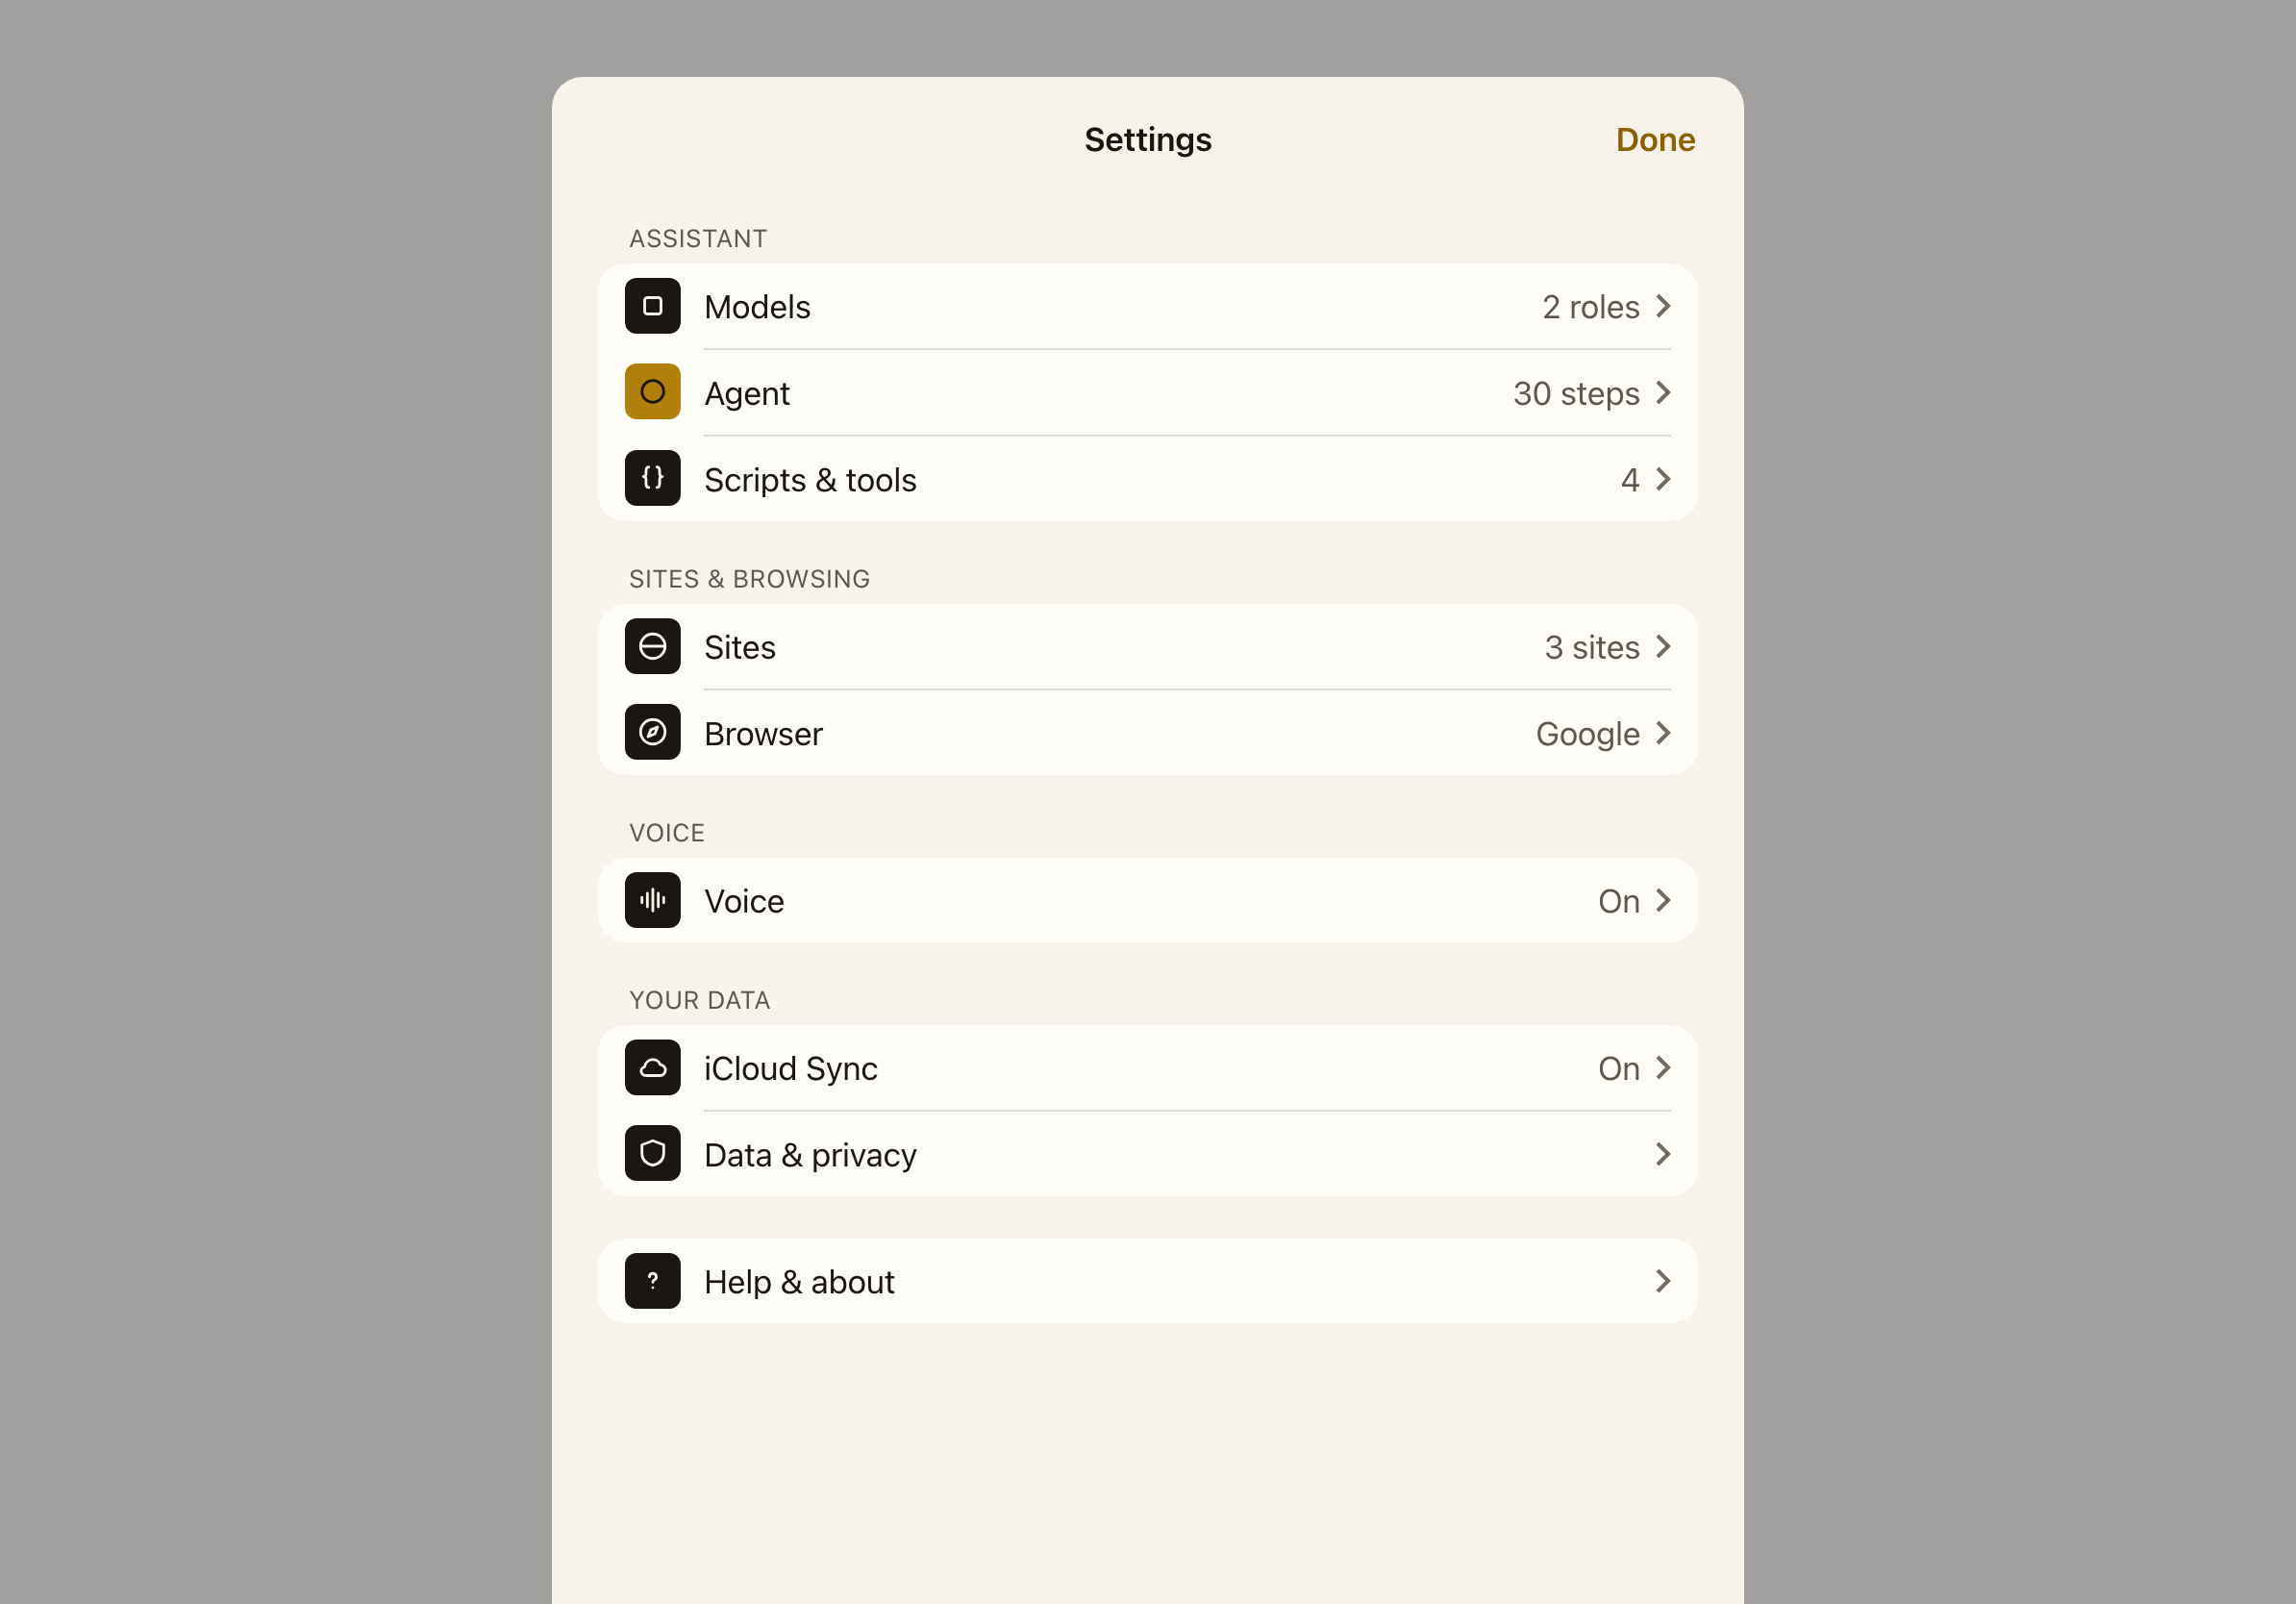 Settings
Done
ASSISTANT
Models 2 roles
Agent 30 steps
Scripts & tools 4
SITES & BROWSING
Sites 3 sites
Browser Google
VOICE
Voice On
YOUR DATA
iCloud Sync On
Data & privacy
Help & about